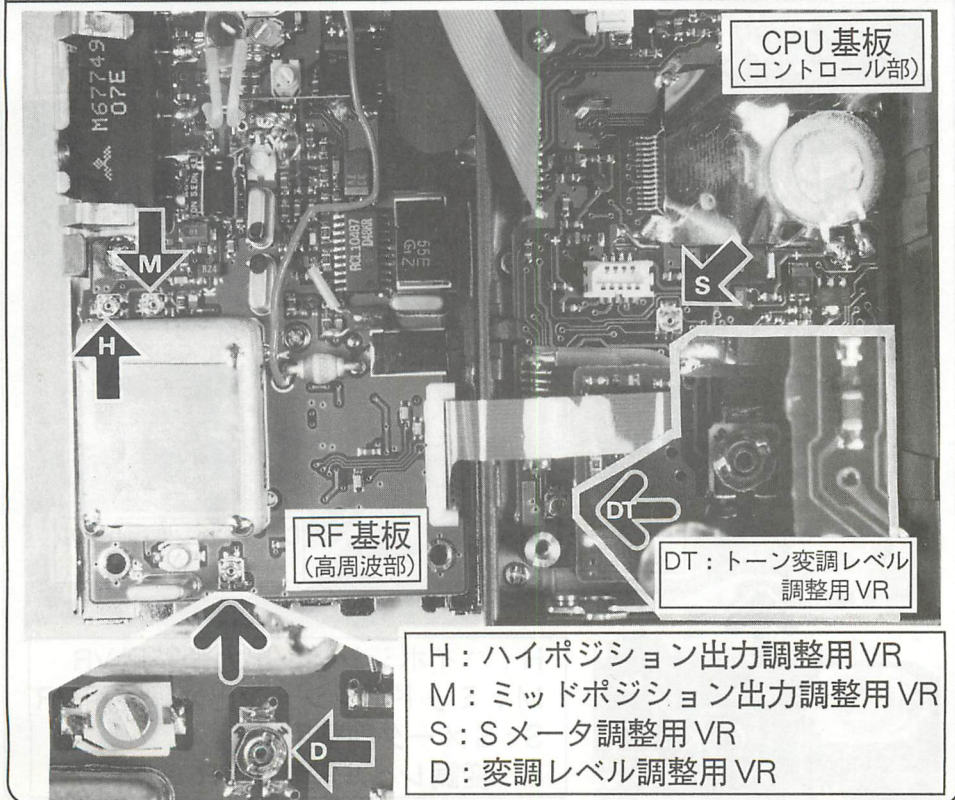 M67749
07E
CPU基板
(コントロール部)
M
RCL10487
65E
GZ
S
H
RZ4
DT
RF基板
(高周波部)
DT：トーン変調レベル
調整用VR
D
H：ハイポジション出力調整用VR
M：ミッドポジション出力調整用VR
S：Sメータ調整用VR
D：変調レベル調整用VR